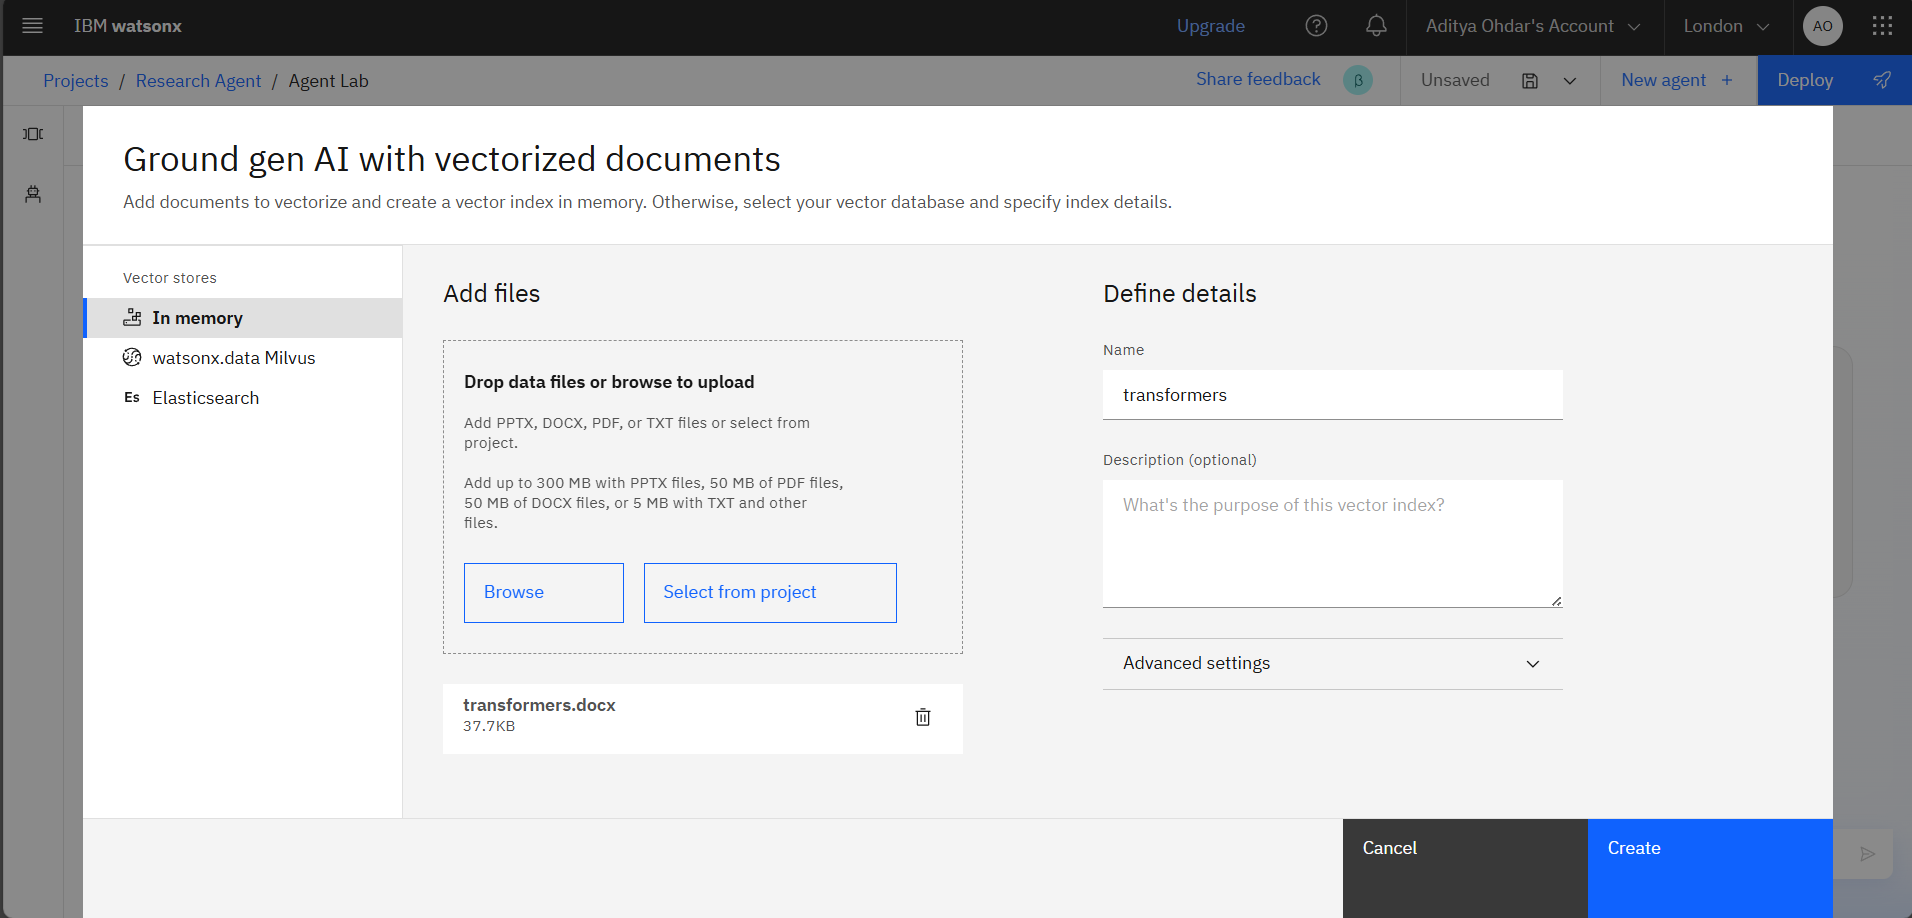 IBM watsonx
Upgrade
Aditya Ohdar's Account
London
AO
Projects / Research Agent / Agent Lab
Share feedback
β
Unsaved
New agent +
Deploy
Ground gen AI with vectorized documents
Add documents to vectorize and create a vector index in memory. Otherwise, select your vector database and specify index details.
Vector stores
In memory
watsonx.data Milvus
Es Elasticsearch
Add files
Drop data files or browse to upload
Add PPTX, DOCX, PDF, or TXT files or select from
project.
Add up to 300 MB with PPTX files, 50 MB of PDF files,
50 MB of DOCX files, or 5 MB with TXT and other
files.
Browse
Select from project
transformers.docx
37.7KB
Define details
Name
transformers
Description (optional)
What's the purpose of this vector index?
Advanced settings
Cancel
Create